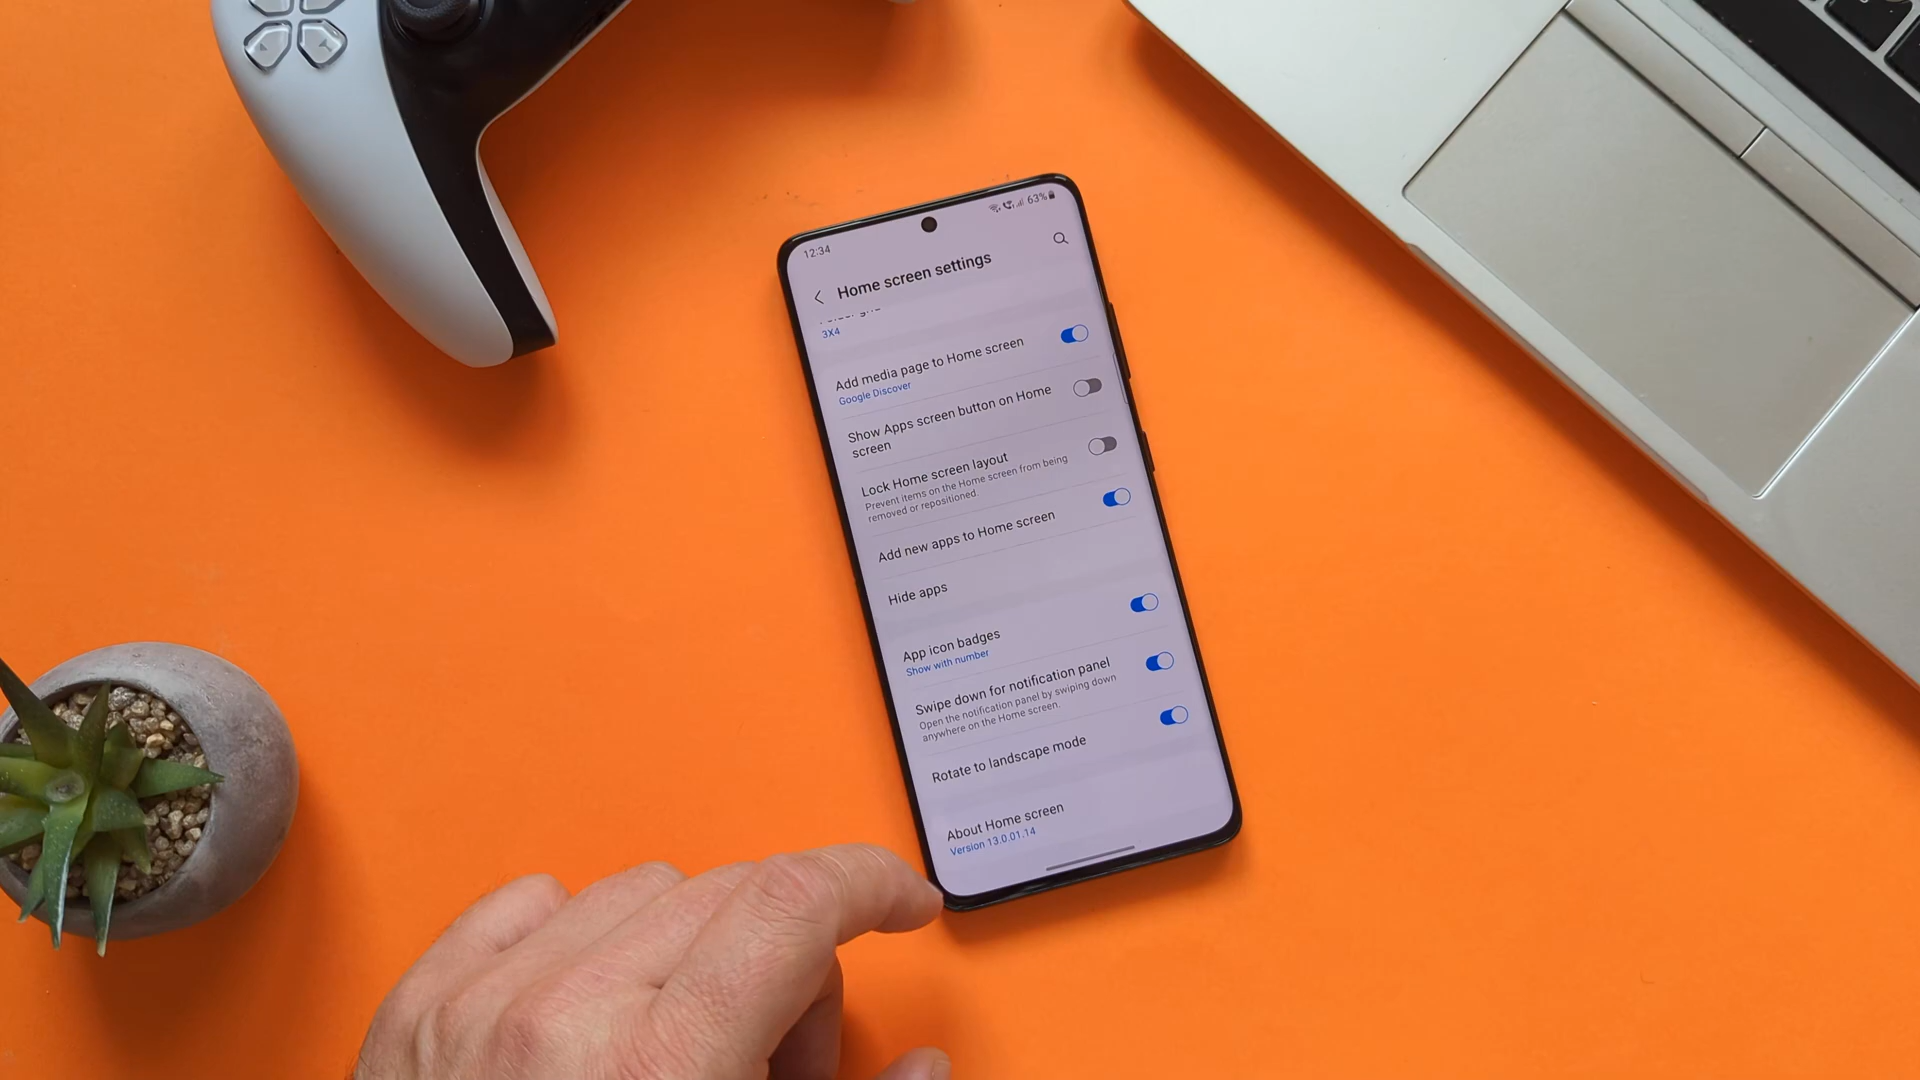 12:34
63%
Home screen settings
3X4
Add media page to Home screen
Google Discover
Show Apps screen button on Home
screen
Lock Home screen layout
Prevent items on the Home screen from being
removed or repositioned.
Add new apps to Home screen
Hide apps
App icon badges
Show with number
Swipe down for notification panel
Open the notification panel by swiping down
anywhere on the Home screen.
Rotate to landscape mode
About Home screen
Version 13.0.01.14